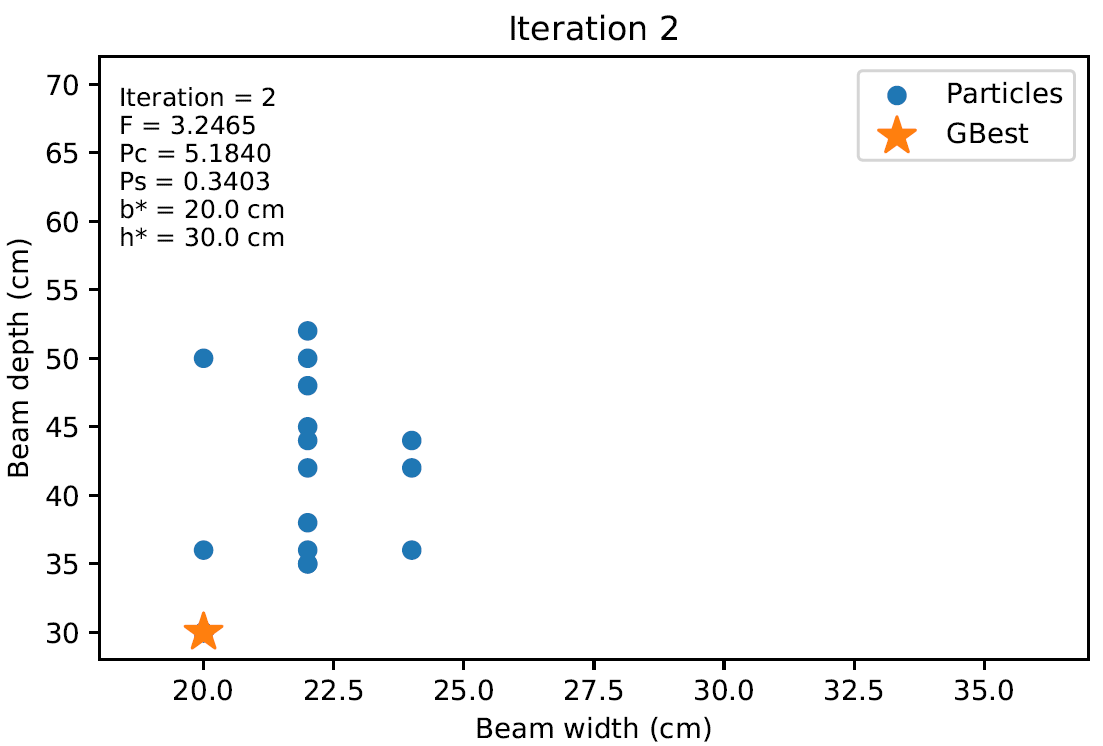 Iteration 2
Iteration = 2
F = 3.2465
Pc = 5.1840
Ps = 0.3403
b* = 20.0 cm
h* = 30.0 cm
Particles
GBest
Beam depth (cm)
70
65
60
55
50
45
40
35
30
20.0 22.5 25.0 27.5 30.0 32.5 35.0
Beam width (cm)